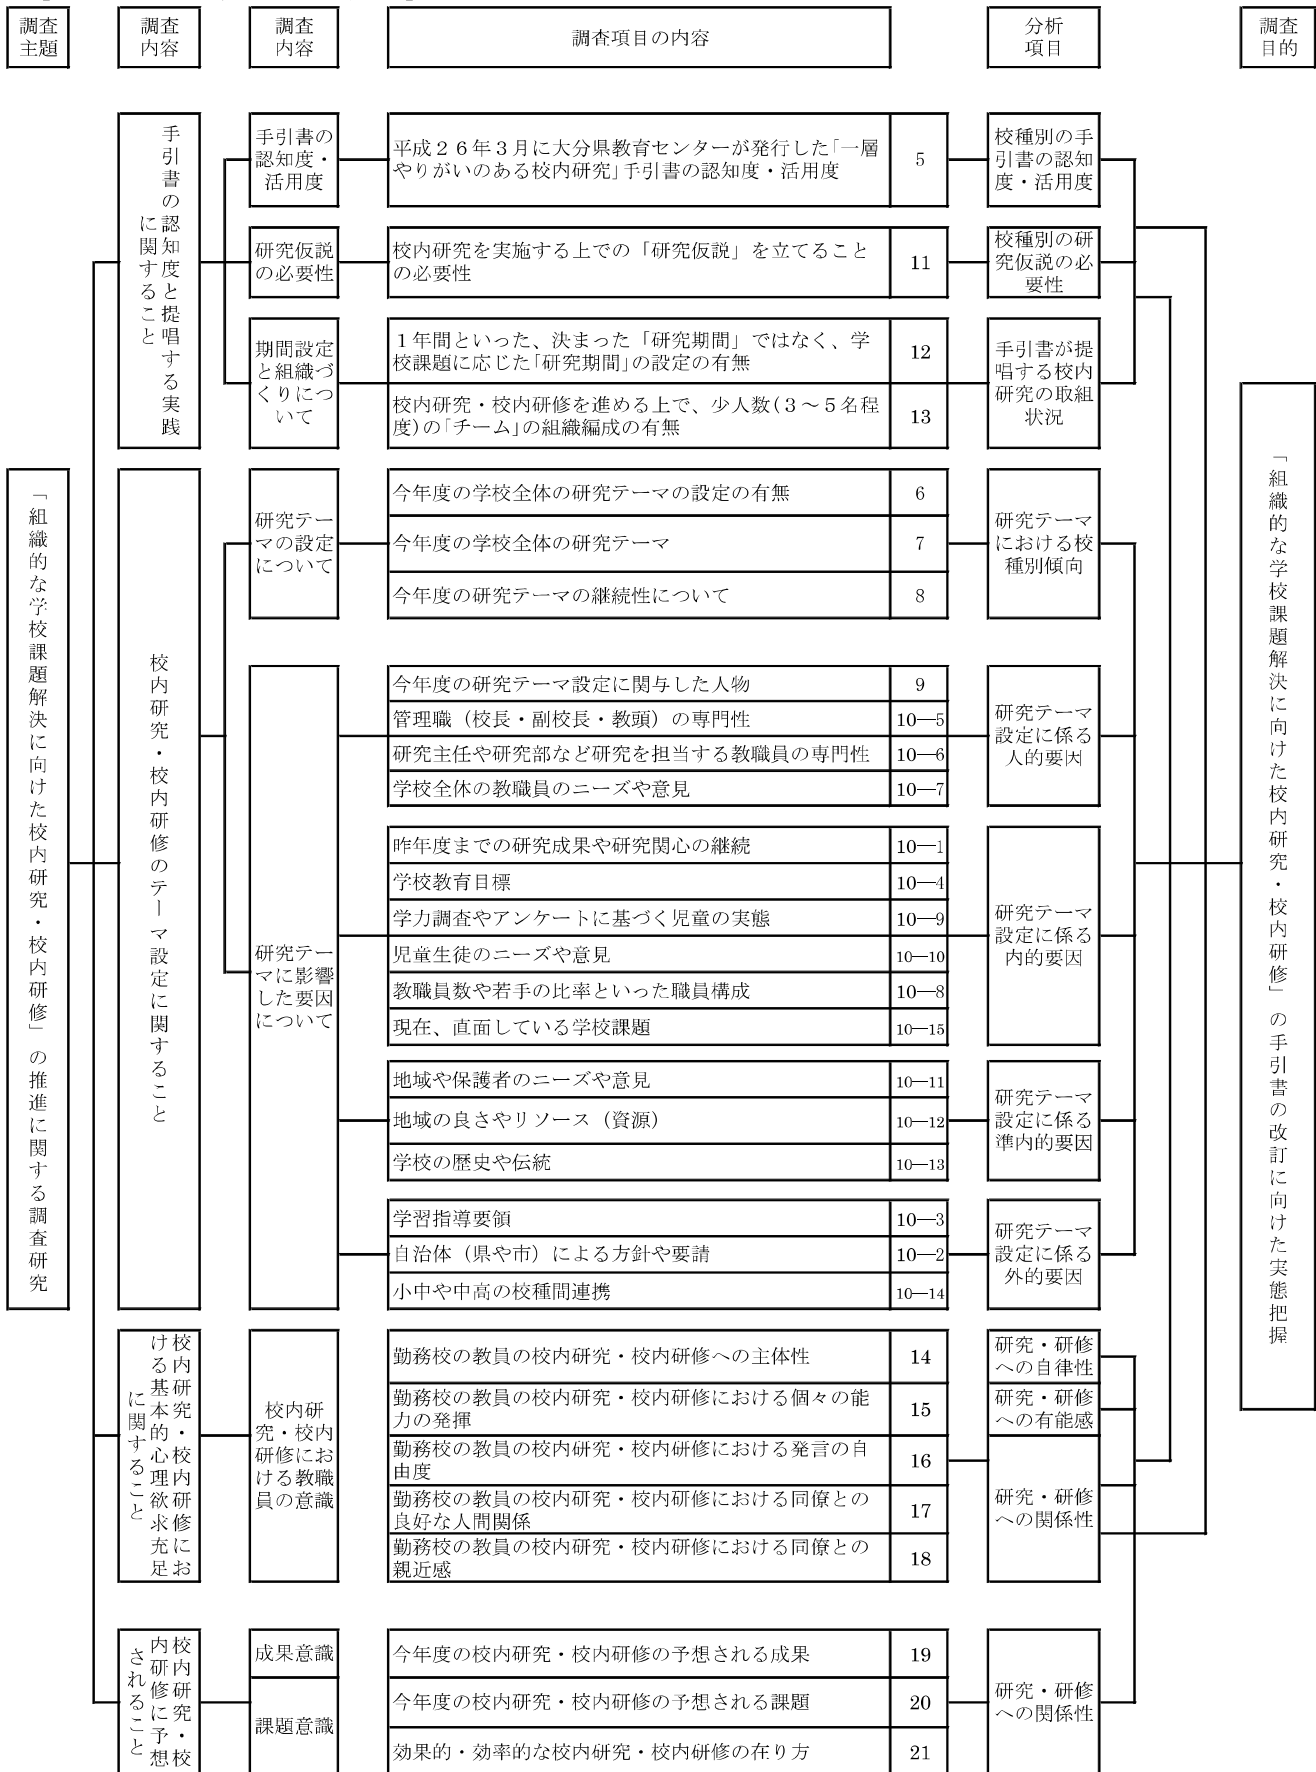 調査
主題
調査
内容
調査
内容
調査項目の内容
分析
項目
調査
目的
「組織的な学校課題解決に向けた校内研究・校内研修」の推進に関する調査研究
手引書の認知度と提唱する実践
に関すること
手引書の
認知度・
活用度
平成２６年３月に大分県教育センターが発行した「一層
やりがいのある校内研究」手引書の認知度・活用度
5
校種別の手
引書の認知
度・活用度
研究仮説
の必要性
校内研究を実施する上での「研究仮説」を立てること
の必要性
11
校種別の研
究仮説の必
要性
期間設定
と組織づ
くりにつ
いて
１年間といった、決まった「研究期間」ではなく、学
校課題に応じた「研究期間」の設定の有無
12
校内研究・校内研修を進める上で、少人数(３～５名程
度)の「チーム」の組織編成の有無
13
手引書が提
唱する校内
研究の取組
状況
校内研究・校内研修のテーマ設定に関すること
研究テー
マの設定
について
今年度の学校全体の研究テーマの設定の有無
6
今年度の学校全体の研究テーマ
7
今年度の研究テーマの継続性について
8
研究テーマ
における校
種別傾向
研究テー
マに影響
した要因
について
今年度の研究テーマ設定に関与した人物
9
管理職（校長・副校長・教頭）の専門性
10―5
研究主任や研究部など研究を担当する教職員の専門性
10―6
学校全体の教職員のニーズや意見
10―7
研究テーマ
設定に係る
人的要因
昨年度までの研究成果や研究関心の継続
10―1
学校教育目標
10―4
学力調査やアンケートに基づく児童の実態
10―9
児童生徒のニーズや意見
10―10
教職員数や若手の比率といった職員構成
10―8
現在、直面している学校課題
10―15
研究テーマ
設定に係る
内的要因
地域や保護者のニーズや意見
10―11
地域の良さやリソース（資源）
10―12
学校の歴史や伝統
10―13
研究テーマ
設定に係る
準内的要因
学習指導要領
10―3
自治体（県や市）による方針や要請
10―2
小中や中高の校種間連携
10―14
研究テーマ
設定に係る
外的要因
校内研究・校内研修にお
ける基本的心理欲求充足
に関すること
校内研
究・校内
研修にお
ける教職
員の意識
勤務校の教員の校内研究・校内研修への主体性
14
勤務校の教員の校内研究・校内研修における個々の能
力の発揮
15
勤務校の教員の校内研究・校内研修における発言の自
由度
16
勤務校の教員の校内研究・校内研修における同僚との
良好な人間関係
17
勤務校の教員の校内研究・校内研修における同僚との
親近感
18
研究・研修
への自律性
研究・研修
への有能感
研究・研修
への関係性
校内研究・校
内研修に予想
されること
成果意識
課題意識
今年度の校内研究・校内研修の予想される成果
19
今年度の校内研究・校内研修の予想される課題
20
効果的・効率的な校内研究・校内研修の在り方
21
研究・研修
への関係性
「組織的な学校課題解決に向けた校内研究・校内研修」の手引書の改訂に向けた実態把握